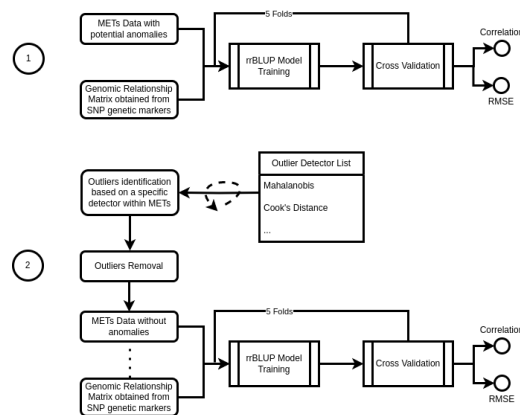 5 Folds
METs Data with
potential anomalies
Correlation
1
rrBLUP Model
Training
Cross Validation
Genomic Relationship
Matrix obtained from
SNP genetic markers
RMSE
Outlier Detector List
Outliers identification
based on a specific
detector within METs
Mahalanobis
Cook's Distance
...
2
Outliers Removal
5 Folds
METs Data without
anomalies
Correlation
rrBLUP Model
Training
Cross Validation
Genomic Relationship
Matrix obtained from
SNP genetic markers
RMSE